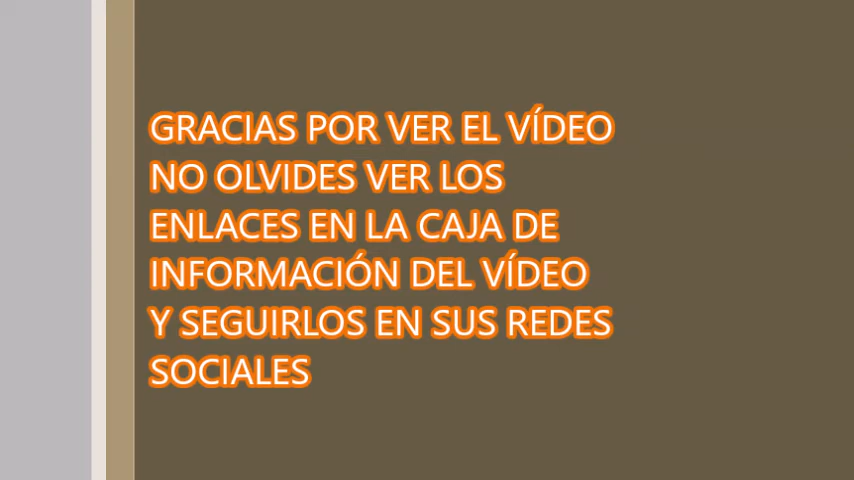 GRACIAS POR VER EL VÍDEO
NO OLVIDES VER LOS
ENLACES EN LA CAJA DE
INFORMACIÓN DEL VÍDEO
Y SEGUIRLOS EN SUS REDES
SOCIALES